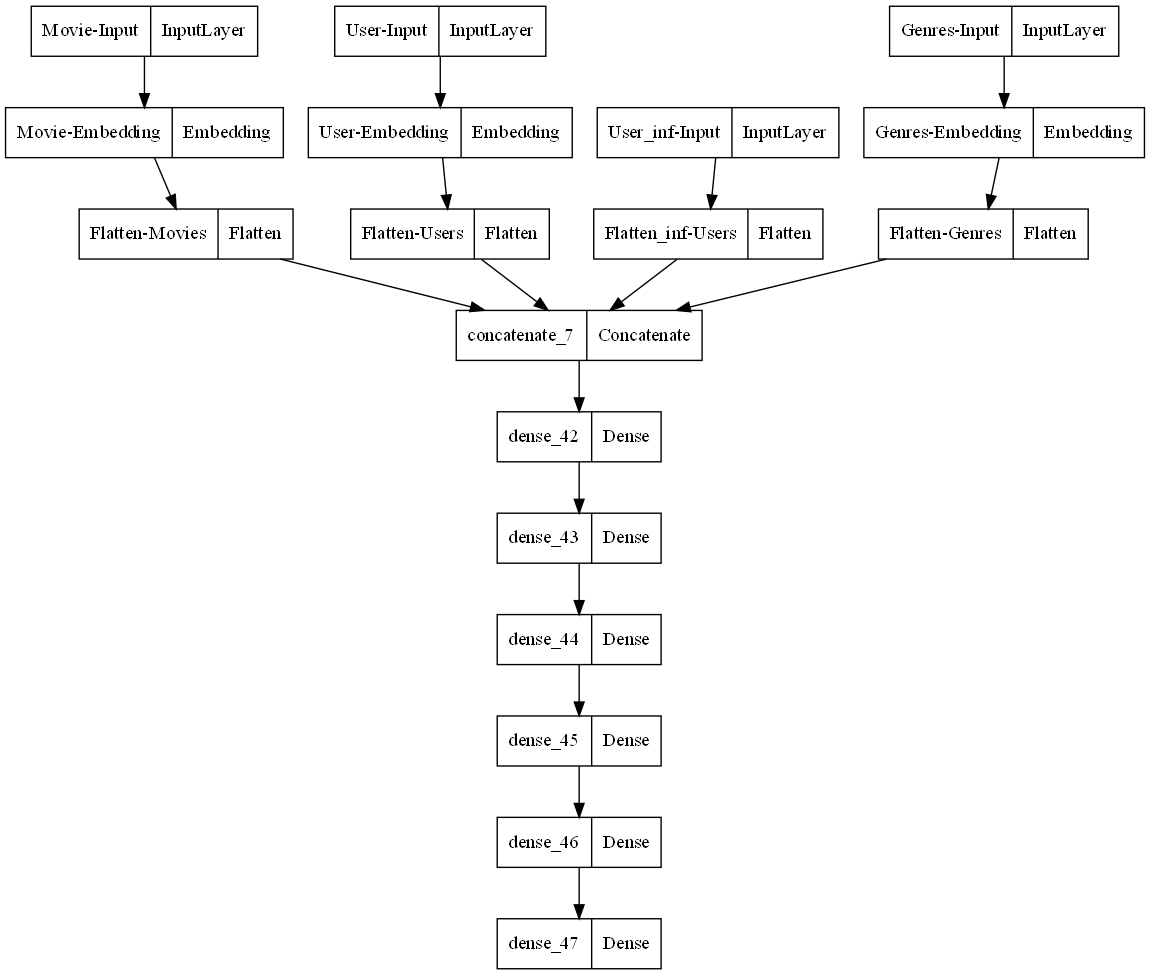 Movie-Input InputLayer
User-Input InputLayer
Genres-Input InputLayer
Movie-Embedding Embedding
User-Embedding Embedding
User_inf-Input InputLayer
Genres-Embedding Embedding
Flatten-Movies Flatten
Flatten-Users Flatten
Flatten_inf-Users Flatten
Flatten-Genres Flatten
concatenate_7 Concatenate
dense_42 Dense
dense_43 Dense
dense_44 Dense
dense_45 Dense
dense_46 Dense
dense_47 Dense